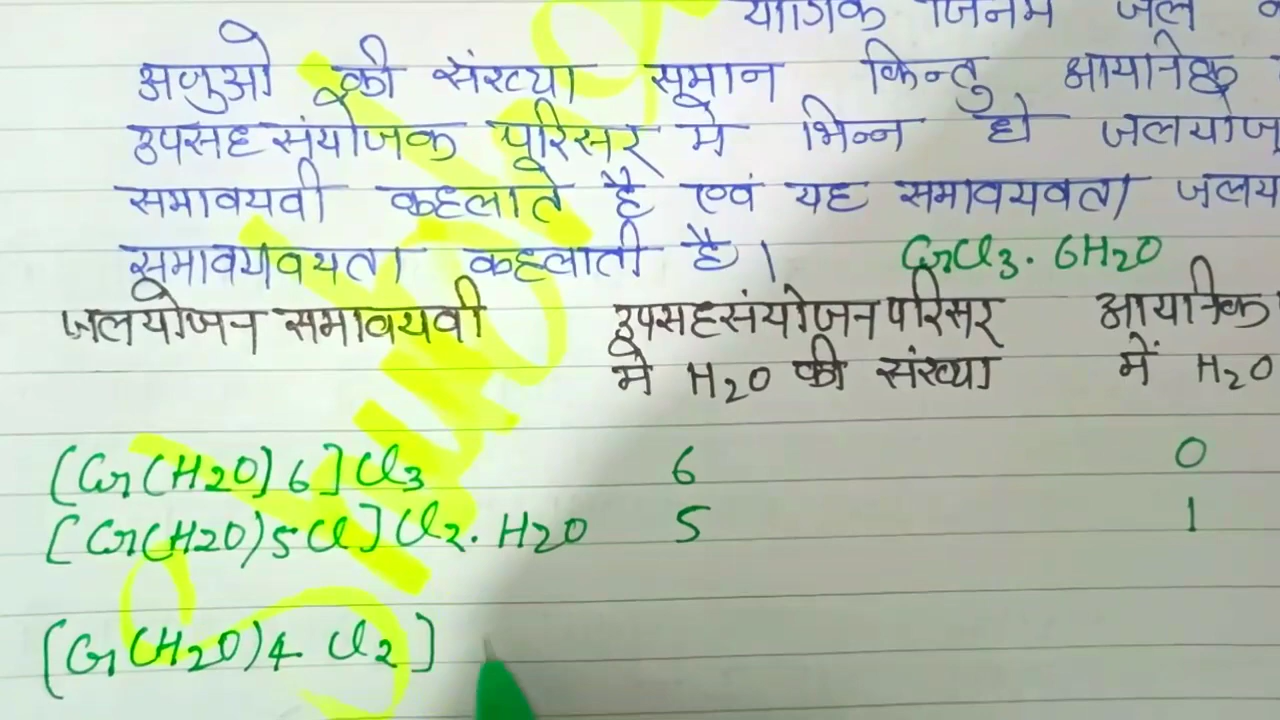 यौगिक जिनमे जल
अणुओ की संख्या समान किन्तु आयनिक
उपसहसंयोजक परिसर मे भिन्न हो जलयोज
समावयवी कहलाते है एवं यह समावयवता जलय
समावयवयता कहलाती है। CrCl3. 6H2O
जलयोजन समावयवी उपसहसंयोजन परिसर आयनिक
में H2O की संख्या में H2O
[Cr(H2O)6]Cl3 6 0
[Cr(H2O)5Cl]Cl2. H2O 5 1
[Cr(H2O)4 Cl2]